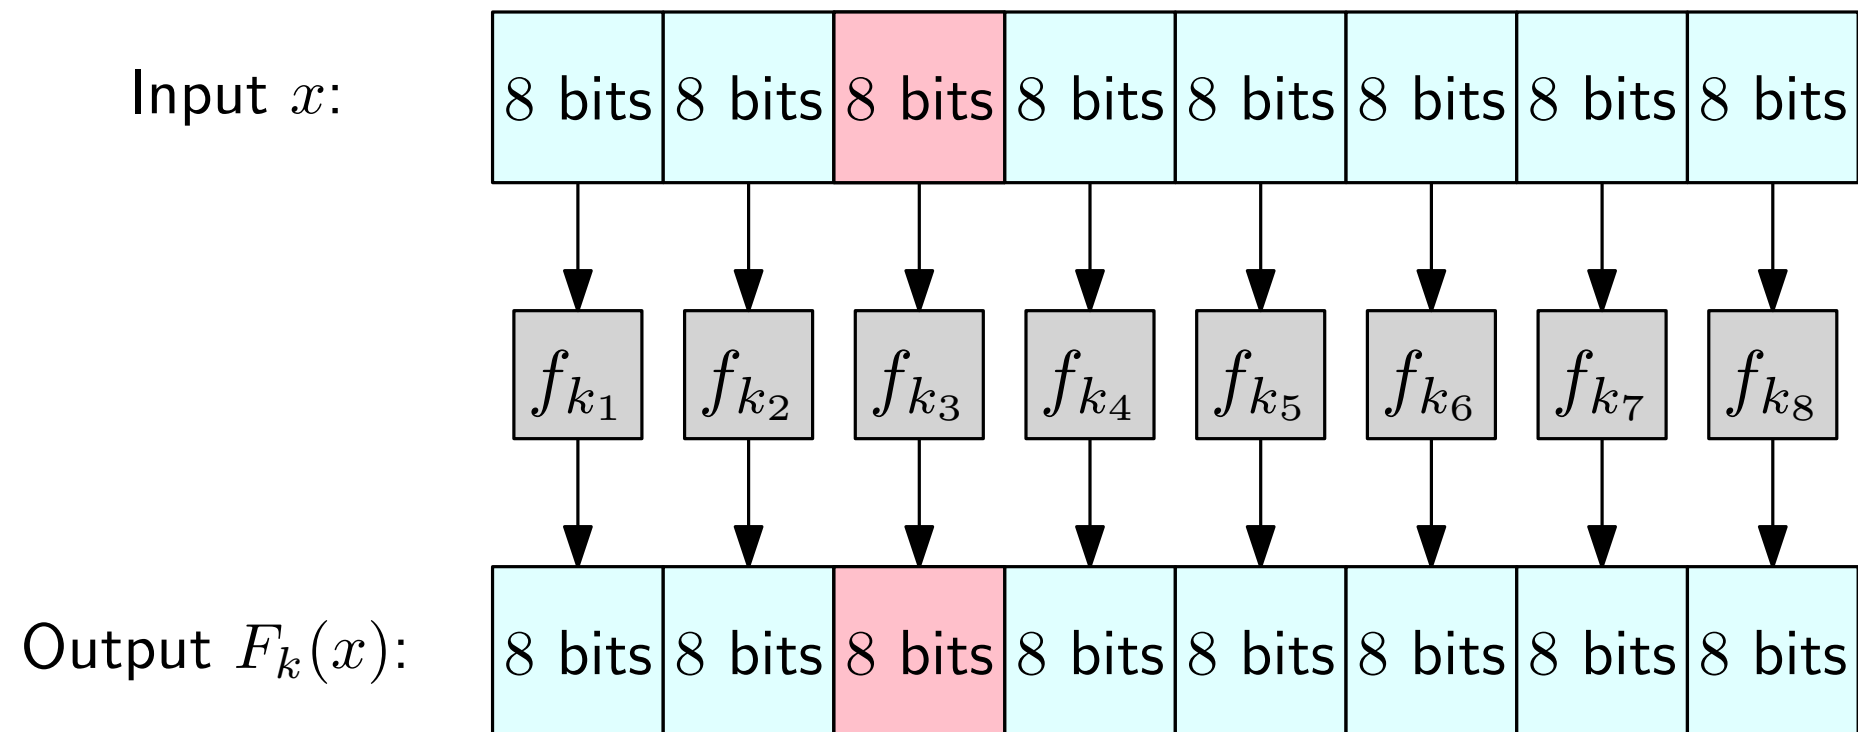 Input x: 8 bits 8 bits 8 bits 8 bits 8 bits 8 bits 8 bits 8 bits
f_{k_1} f_{k_2} f_{k_3} f_{k_4} f_{k_5} f_{k_6} f_{k_7} f_{k_8}
Output F_k(x): 8 bits 8 bits 8 bits 8 bits 8 bits 8 bits 8 bits 8 bits